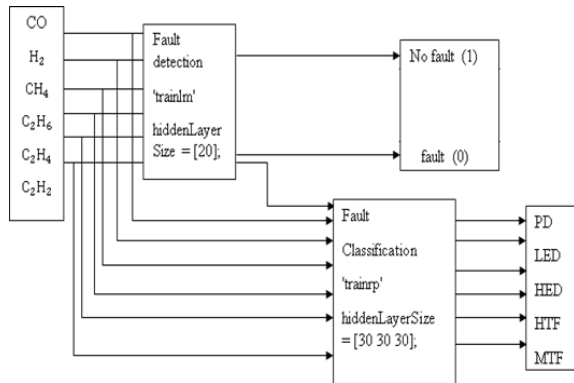 CO
H2
CH4
C2H6
C2H4
C2H2
Fault
detection
'trainlm'
hiddenLayer
Size = [20];
No fault (1)
fault (0)
Fault
Classification
'trainrp'
hiddenLayerSize
= [30 30 30];
PD
LED
HED
HTF
MTF